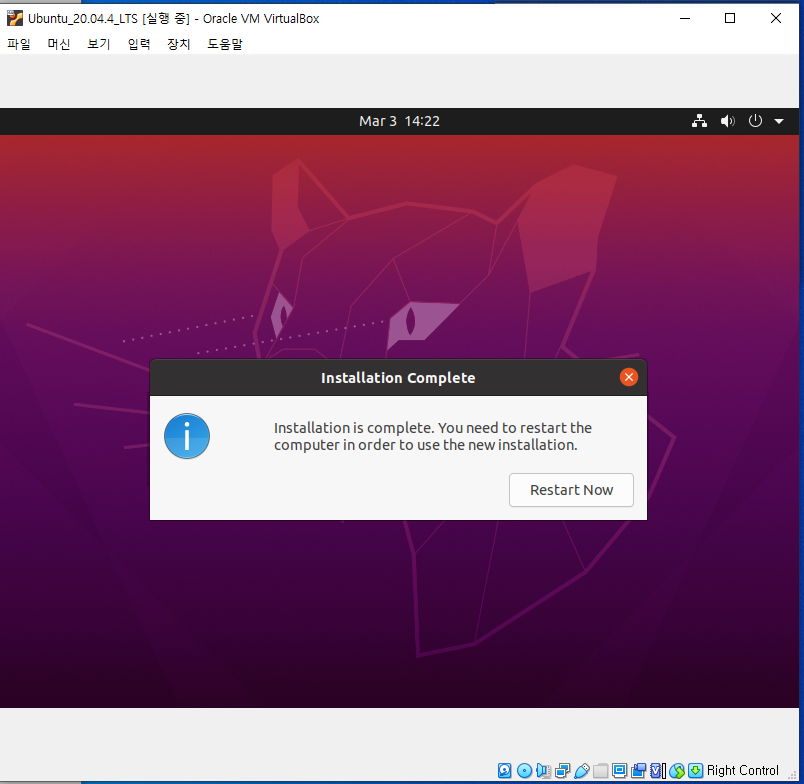 Ubuntu_20.04.4_LTS [실행 중] - Oracle VM VirtualBox
파일 머신 보기 입력 장치 도움말
Mar 3 14:22
Installation Complete
Installation is complete. You need to restart the
computer in order to use the new installation.
Restart Now
Right Control